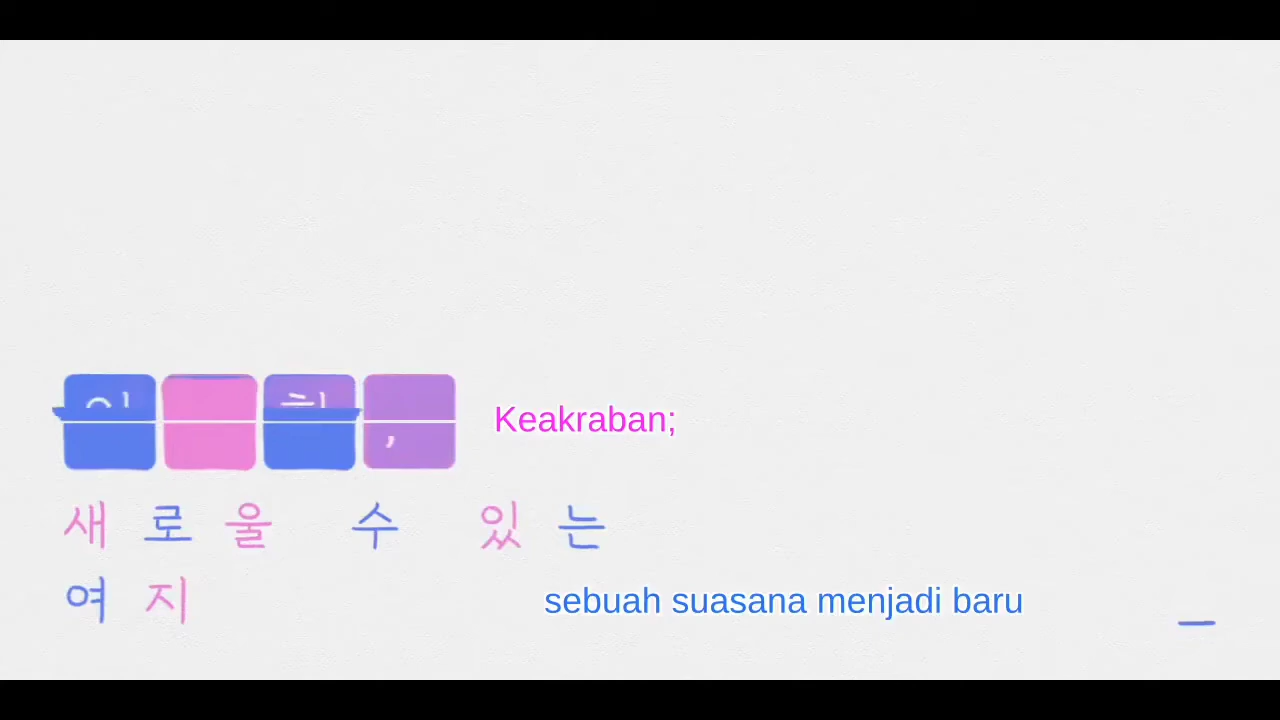 Keakraban;
새로울 수 있는
여지
sebuah suasana menjadi baru